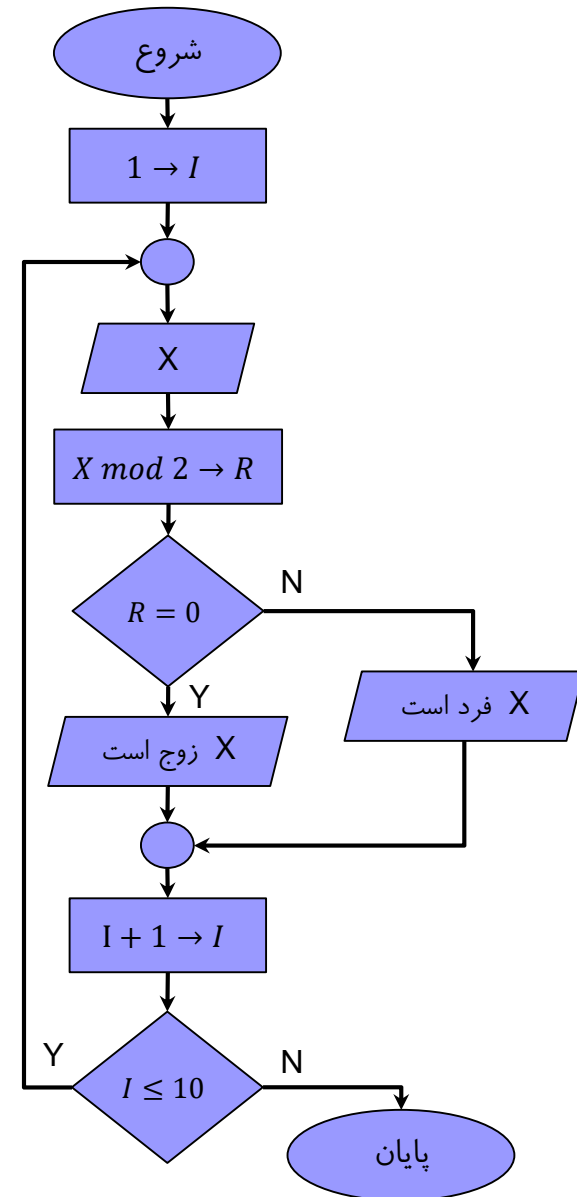 شروع
1 → I
X
X mod 2 → R
R = 0
N
Y
X فرد است
X زوج است
I + 1 → I
I ≤ 10
Y
N
پایان